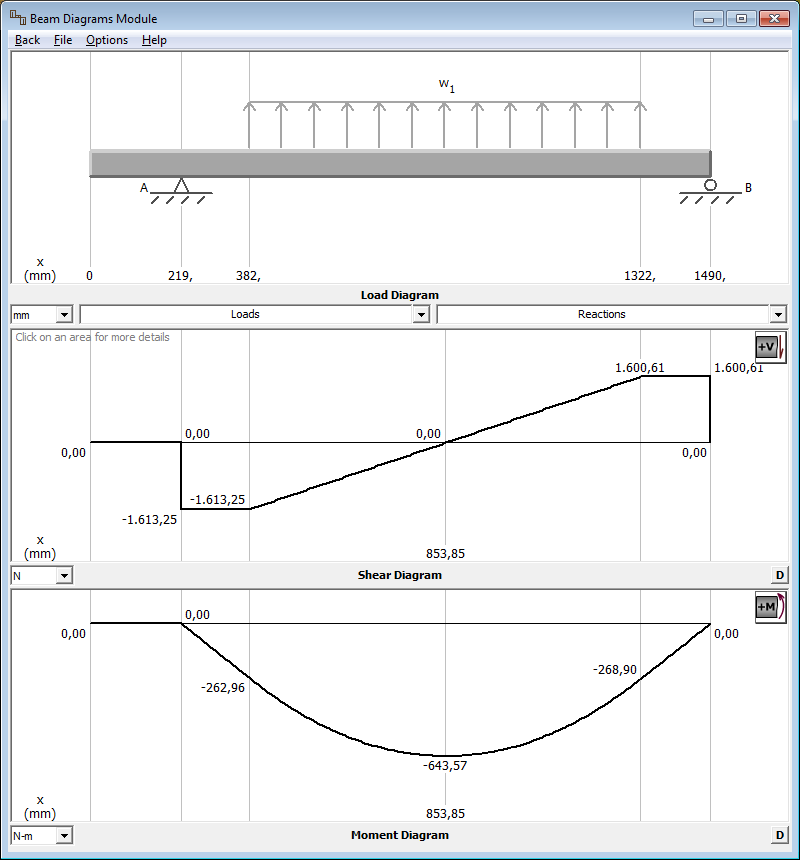 Beam Diagrams Module
Back File Options Help
w1
A
B
x
(mm) 0 219, 382, 1322, 1490,
Load Diagram
mm Loads Reactions
Click on an area for more details
+V
1.600,61 1.600,61
0,00 0,00
0,00 0,00
-1.613,25
-1.613,25
x
(mm) 853,85
N Shear Diagram D
+M
0,00
0,00 0,00
-268,90
-262,96
-643,57
x
(mm) 853,85
N-m Moment Diagram D